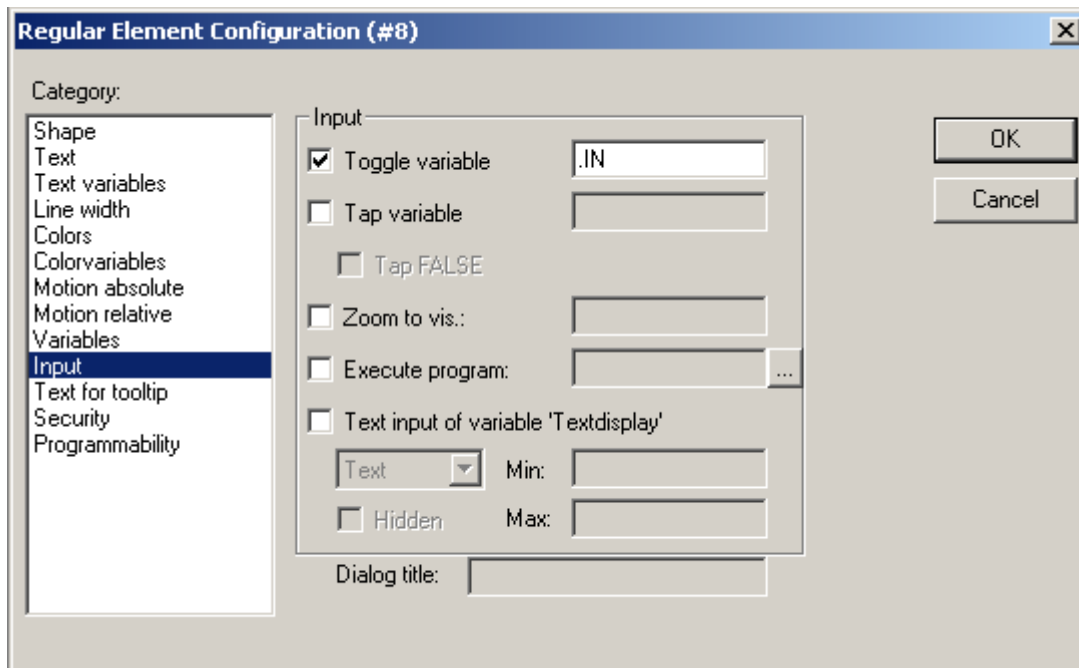 Regular Element Configuration (#8)
Category:
Shape
Text
Text variables
Line width
Colors
Colorvariables
Motion absolute
Motion relative
Variables
Input
Text for tooltip
Security
Programmability
Input
Toggle variable .IN
Tap variable
Tap FALSE
Zoom to vis.:
Execute program: ...
Text input of variable 'Textdisplay'
Text Min:
Hidden Max:
Dialog title:
OK
Cancel